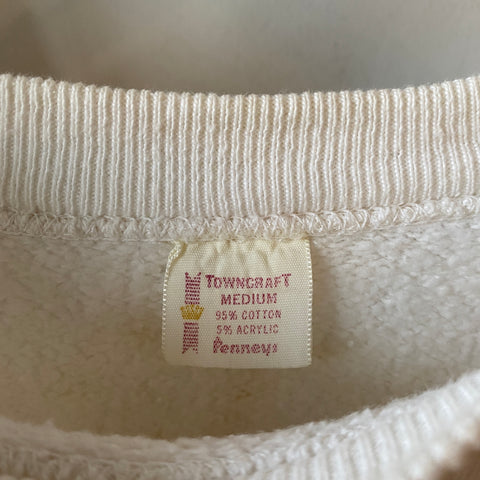 TOWNCRAFT
MEDIUM
95% COTTON
5% ACRYLIC
Penneys